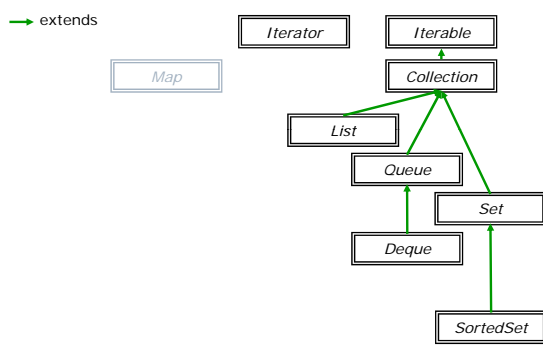 extends
Iterator
Iterable
Map
Collection
List
Queue
Set
Deque
SortedSet